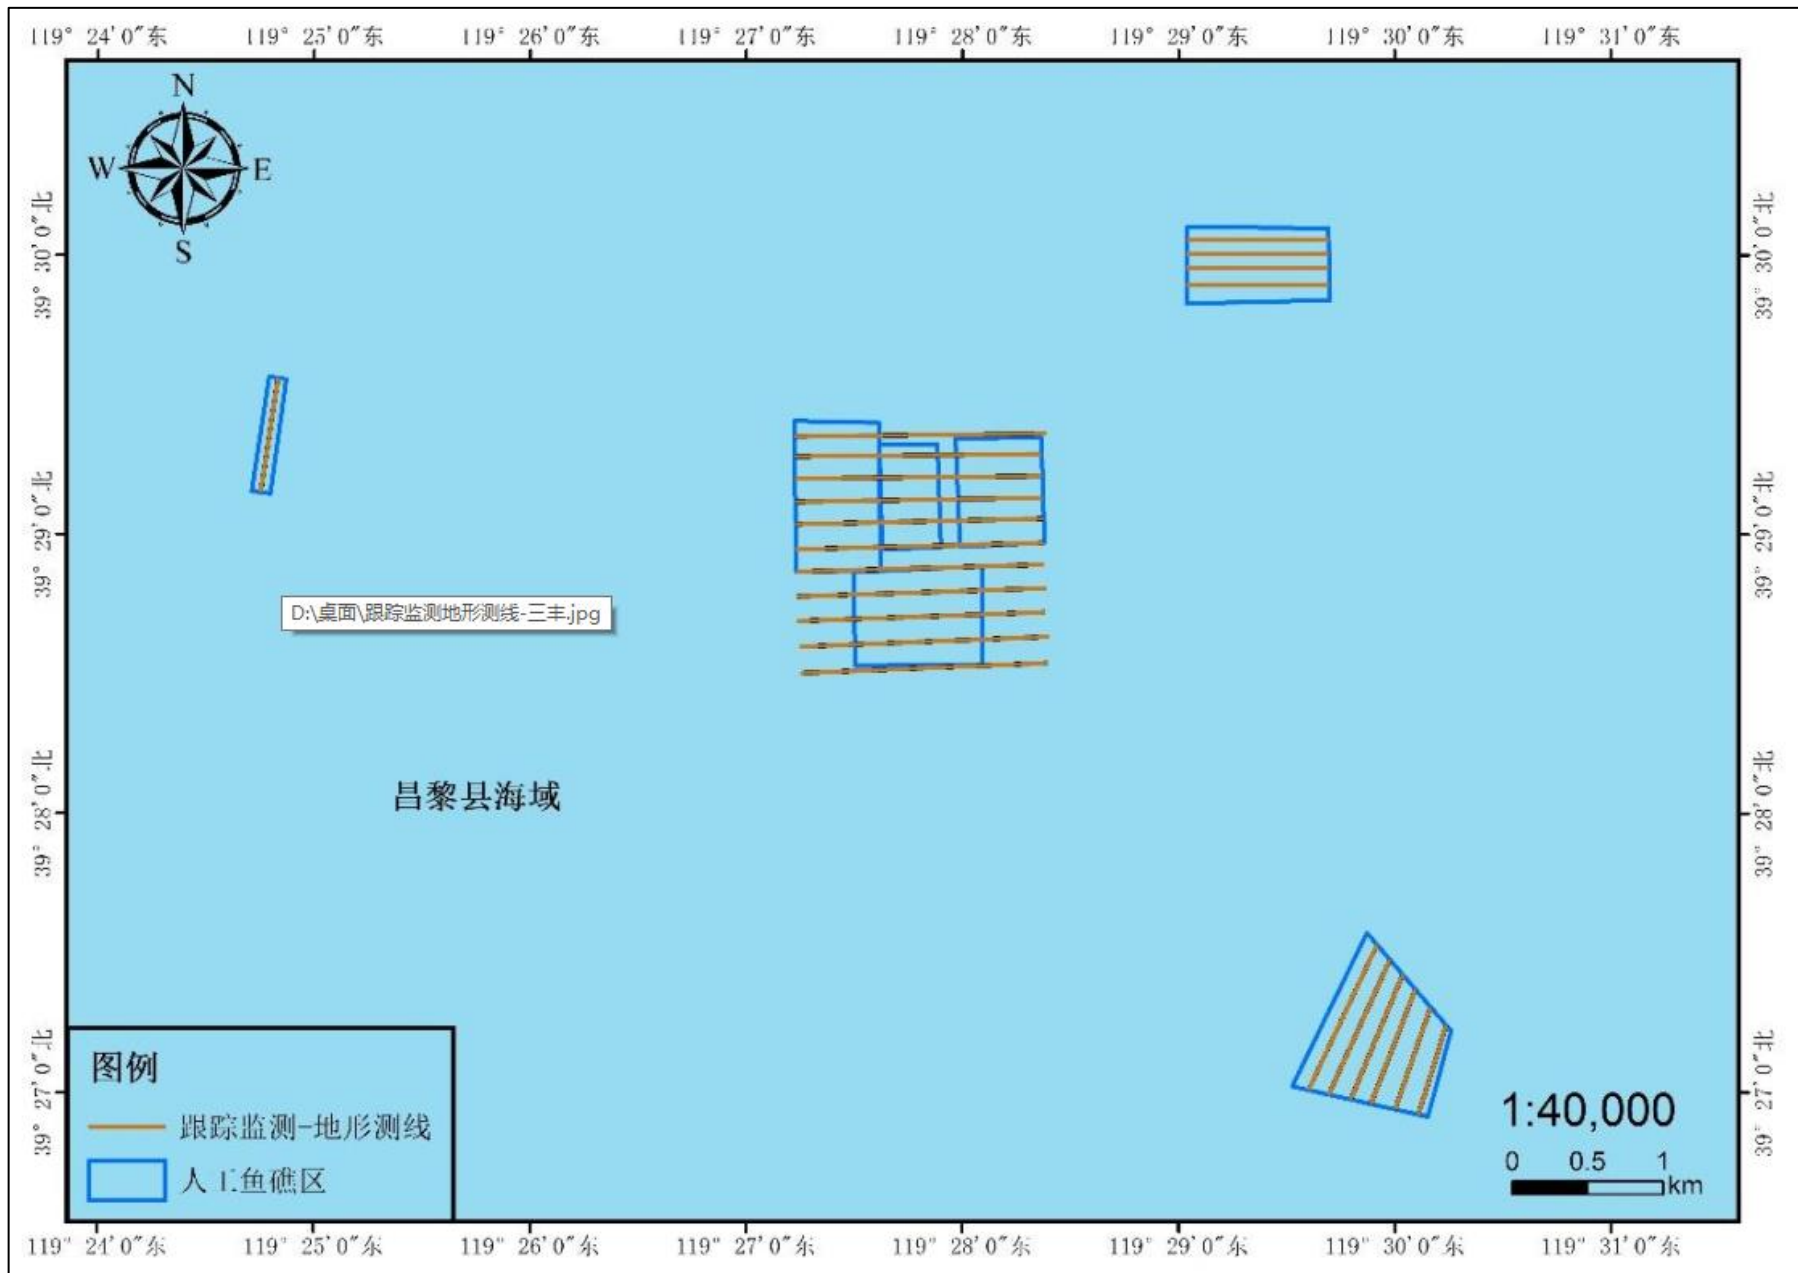 119° 24'0"东 119° 25'0"东 119° 26'0"东 119° 27'0"东 119° 28'0"东 119° 29'0"东 119° 30'0"东 119° 31'0"东
N
W E
S
39° 30'0"北
39° 30'0"北
39° 29'0"北
39° 29'0"北
D:\桌面\跟踪监测地形测线-三丰.jpg
昌黎县海域
39° 28'0"北
39° 28'0"北
39° 27'0"北
39° 27'0"北
图例
跟踪监测-地形测线
人工鱼礁区
1:40,000
0 0.5 1
km
119° 24'0"东 119° 25'0"东 119° 26'0"东 119° 27'0"东 119° 28'0"东 119° 29'0"东 119° 30'0"东 119° 31'0"东